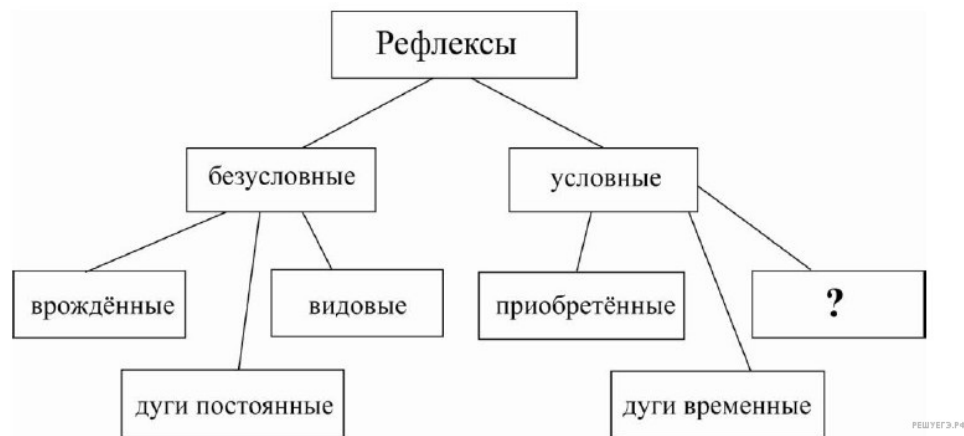 Рефлексы
безусловные
условные
врождённые
видовые
приобретённые
?
дуги постоянные
дуги временные
РЕШУЕГЭ.РФ